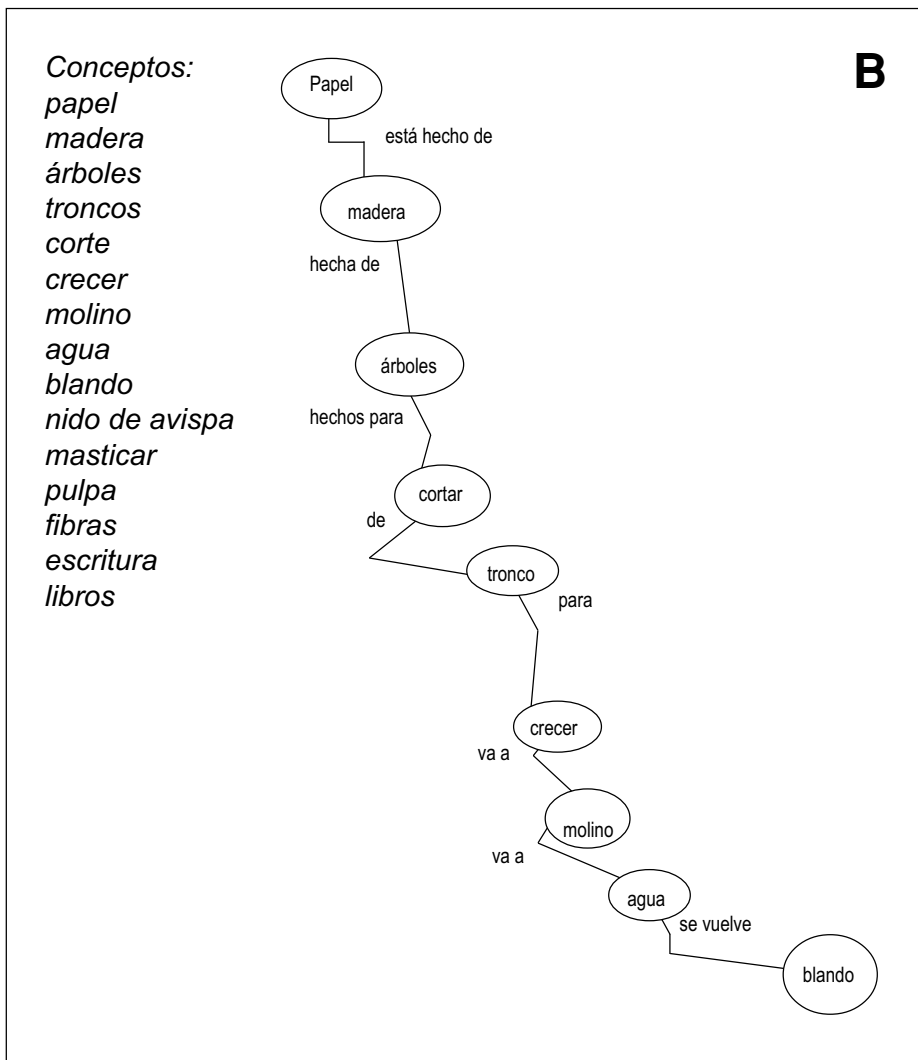 Conceptos:
papel
madera
árboles
troncos
corte
crecer
molino
agua
blando
nido de avispa
masticar
pulpa
fibras
escritura
libros
B
Papel
está hecho de
madera
hecha de
árboles
hechos para
cortar
de
tronco
para
crecer
va a
molino
va a
agua
se vuelve
blando